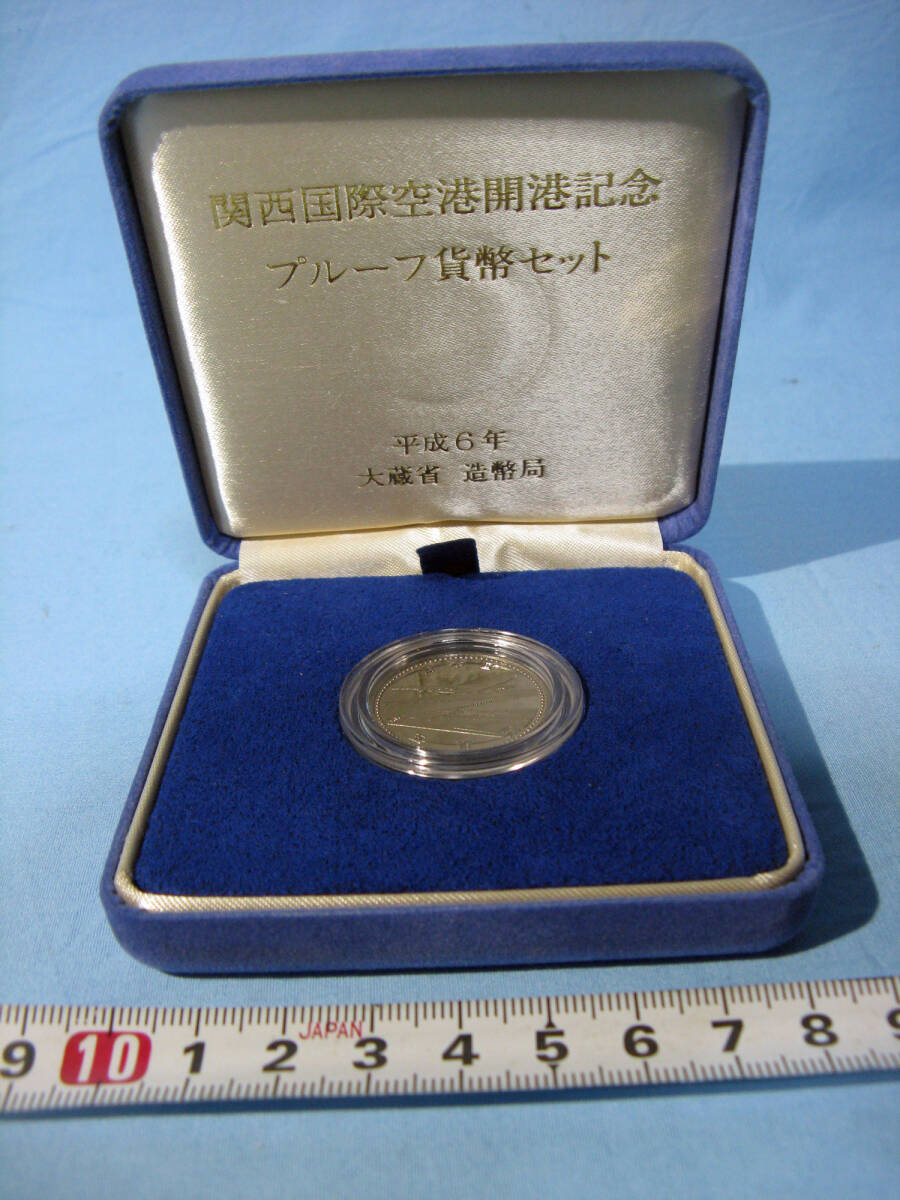 関西国際空港開港記念
プルーフ貨幣セット
平成6年
大蔵省 造幣局
JAPAN
9 10 1 2 3 4 5 6 7 8 9